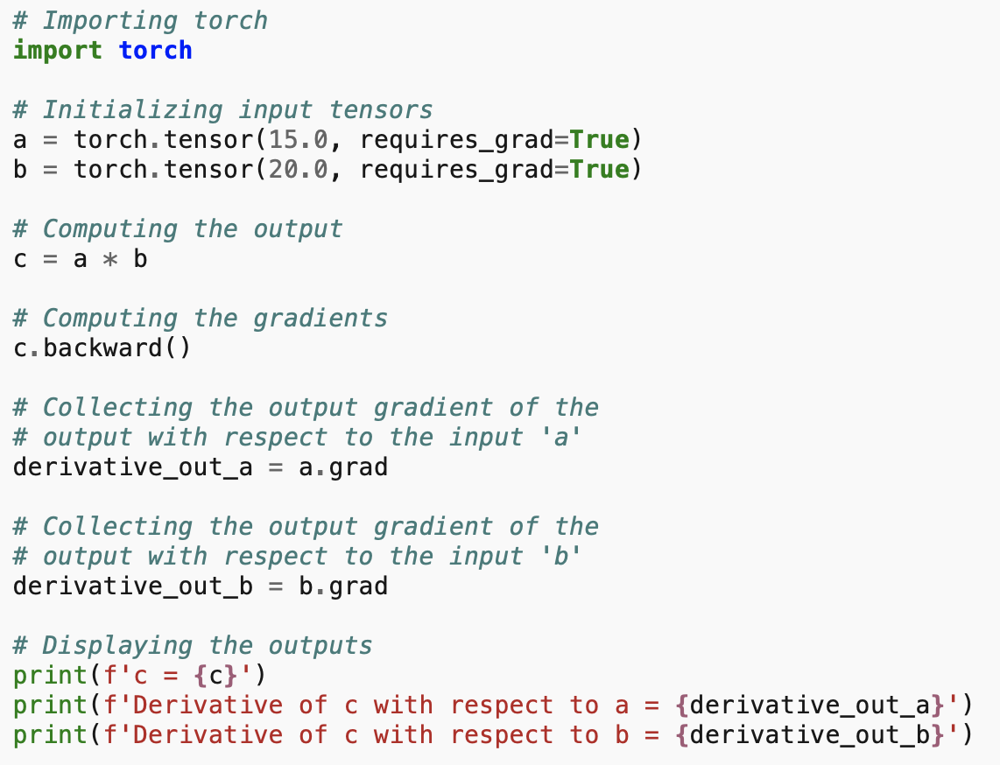 # Importing torch
import torch
# Initializing input tensors
a = torch.tensor(15.0, requires_grad=True)
b = torch.tensor(20.0, requires_grad=True)
# Computing the output
c = a * b
# Computing the gradients
c.backward()
# Collecting the output gradient of the
# output with respect to the input 'a'
derivative_out_a = a.grad
# Collecting the output gradient of the
# output with respect to the input 'b'
derivative_out_b = b.grad
# Displaying the outputs
print(f'c = {c}')
print(f'Derivative of c with respect to a = {derivative_out_a}')
print(f'Derivative of c with respect to b = {derivative_out_b}')